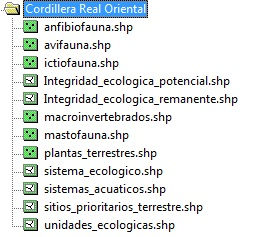 Cordillera Real Oriental
anfibiofauna.shp
avifauna.shp
ictiofauna.shp
Integridad_ecologica_potencial.shp
Integridad_ecologica_remanente.shp
macroinvertebrados.shp
mastofauna.shp
plantas_terrestres.shp
sistema_ecologico.shp
sistemas_acuaticos.shp
sitios_prioritarios_terrestre.shp
unidades_ecologicas.shp